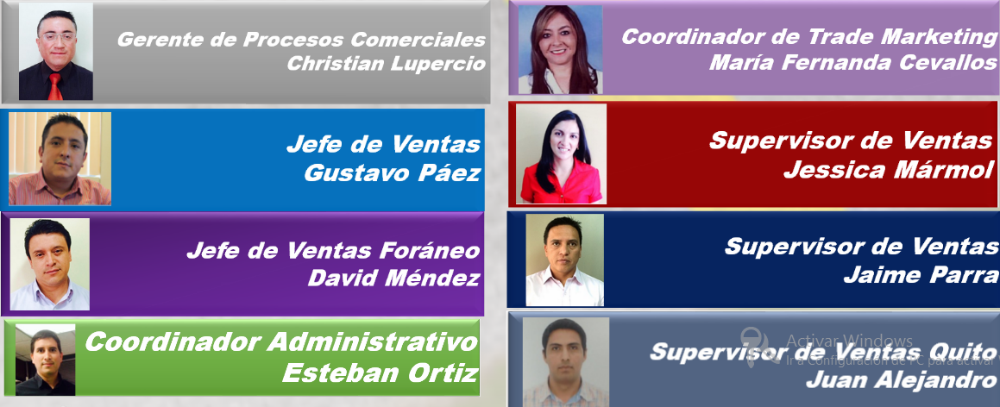 Gerente de Procesos Comerciales
Christian Lupercio
Jefe de Ventas
Gustavo Páez
Jefe de Ventas Foráneo
David Méndez
Coordinador Administrativo
Esteban Ortiz
Coordinador de Trade Marketing
María Fernanda Cevallos
Supervisor de Ventas
Jessica Mármol
Supervisor de Ventas
Jaime Parra
Activar Windows
Supervisor de Ventas Quito
Ir a Configuración de PC para activar
Juan Alejandro